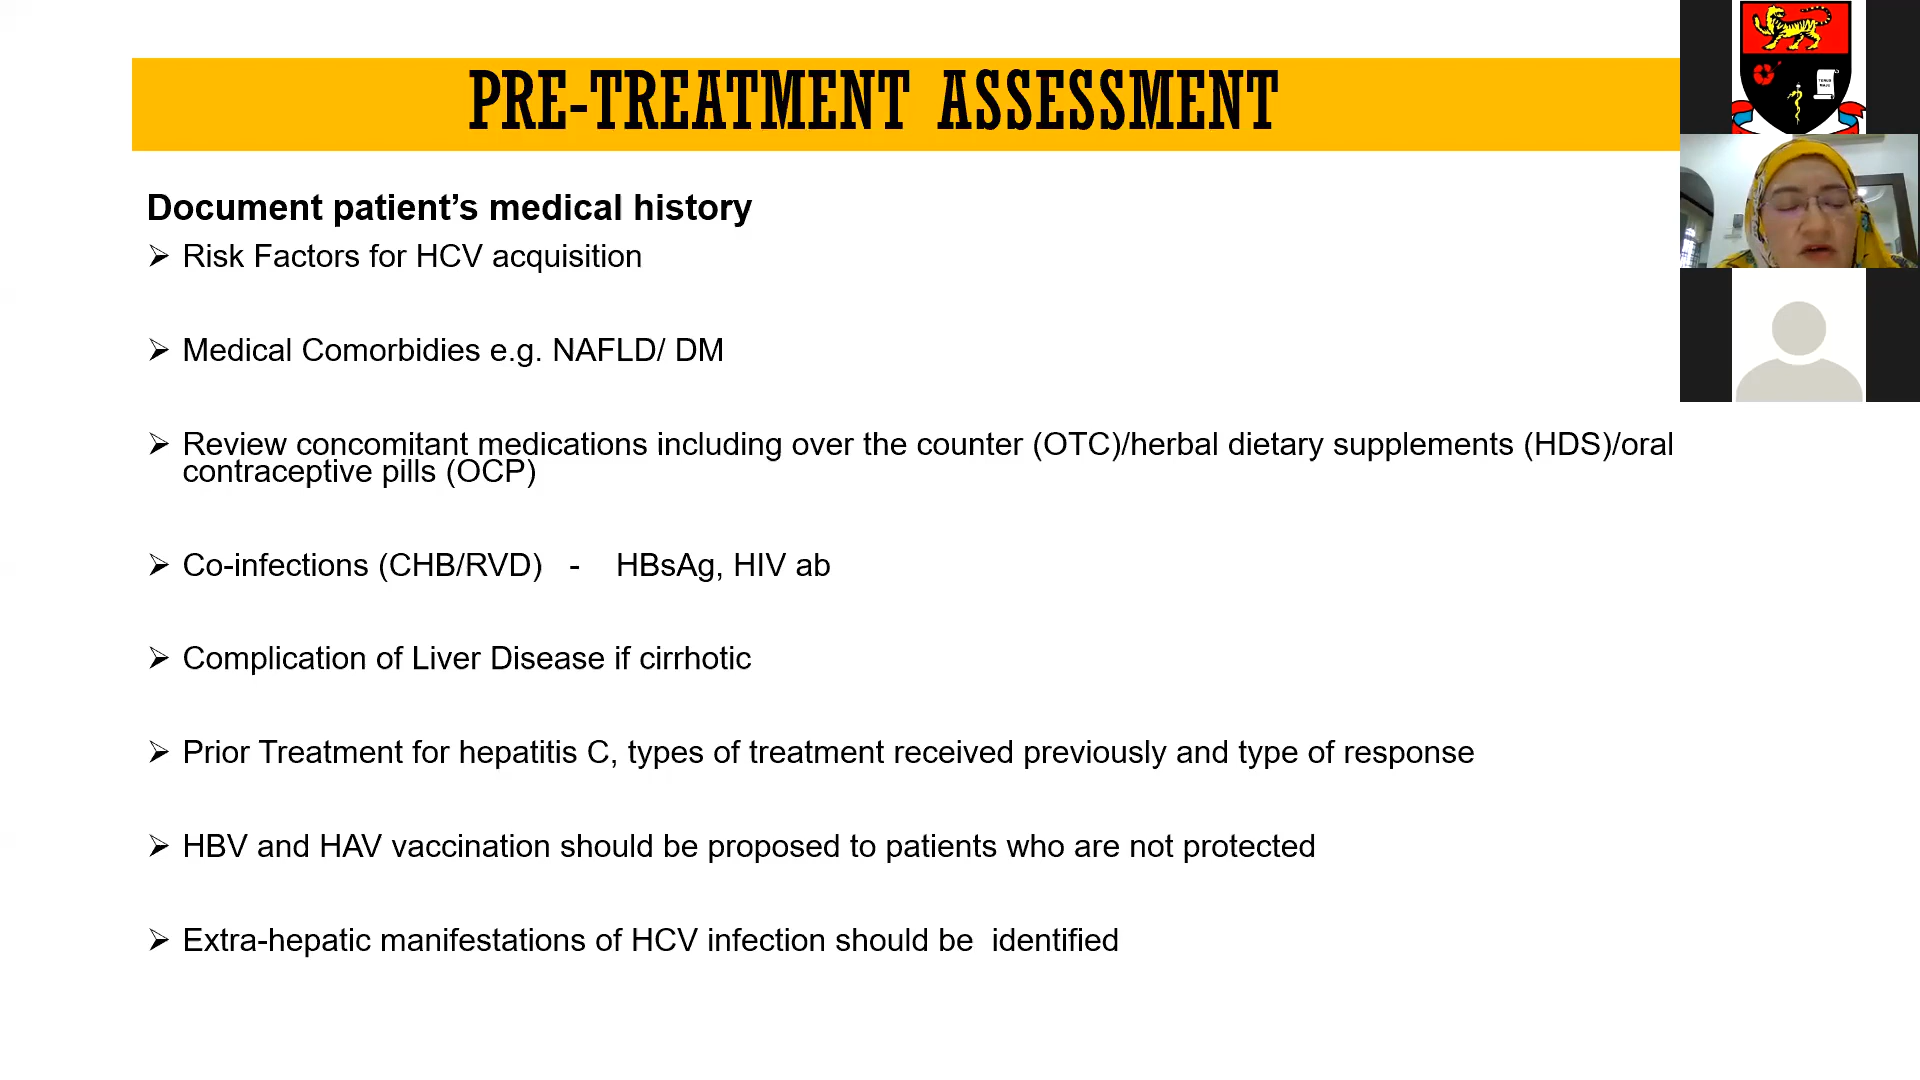 PRE-TREATMENT ASSESSMENT
Document patient’s medical history
➢ Risk Factors for HCV acquisition
➢ Medical Comorbidies e.g. NAFLD/ DM
➢ Review concomitant medications including over the counter (OTC)/herbal dietary supplements (HDS)/oral
contraceptive pills (OCP)
➢ Co-infections (CHB/RVD) - HBsAg, HIV ab
➢ Complication of Liver Disease if cirrhotic
➢ Prior Treatment for hepatitis C, types of treatment received previously and type of response
➢ HBV and HAV vaccination should be proposed to patients who are not protected
➢ Extra-hepatic manifestations of HCV infection should be identified